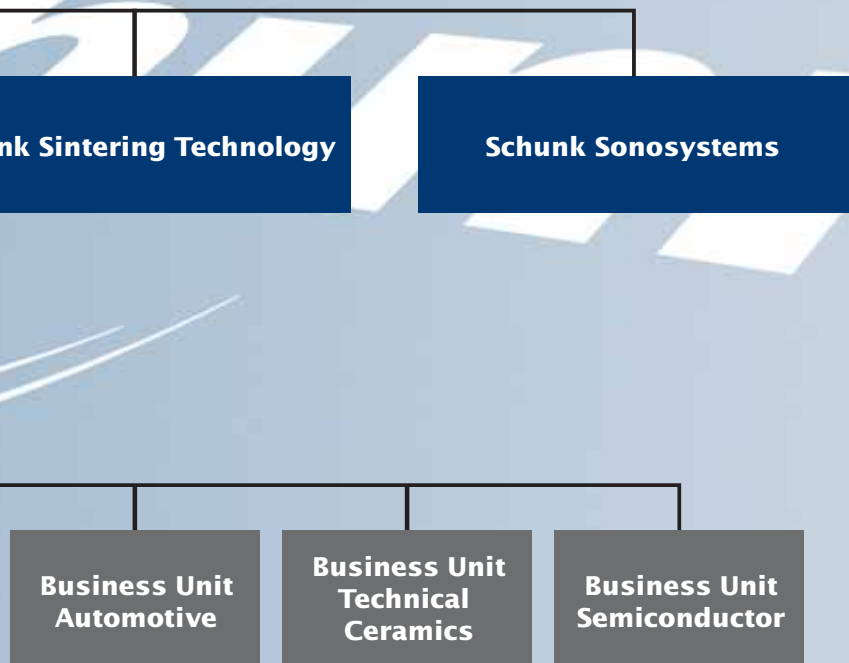 nk Sintering Technology
Schunk Sonosystems
Business Unit
Automotive
Business Unit
Technical
Ceramics
Business Unit
Semiconductor